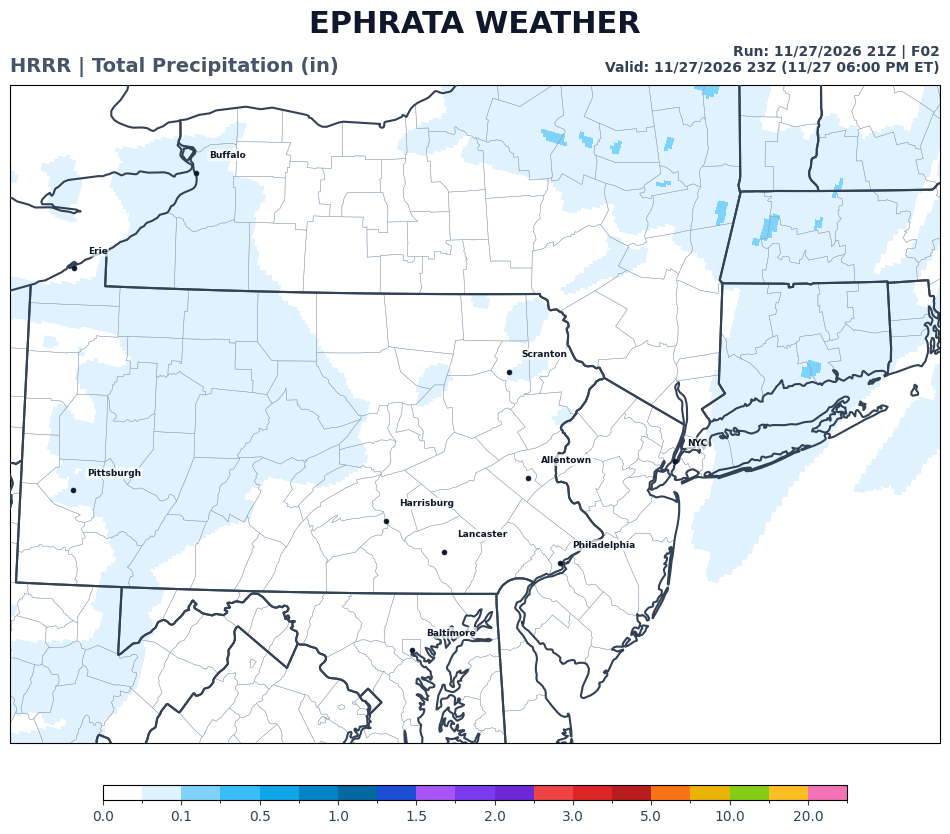 EPHRATA WEATHER
Run: 11/27/2026 21Z | F02
HRRR | Total Precipitation (in)
Valid: 11/27/2026 23Z (11/27 06:00 PM ET)
Buffalo
Erie
Scranton
NYC
Allentown
Pittsburgh
Harrisburg
Lancaster
Philadelphia
Baltimore
0.0 0.1 0.5 1.0 1.5 2.0 3.0 5.0 10.0 20.0